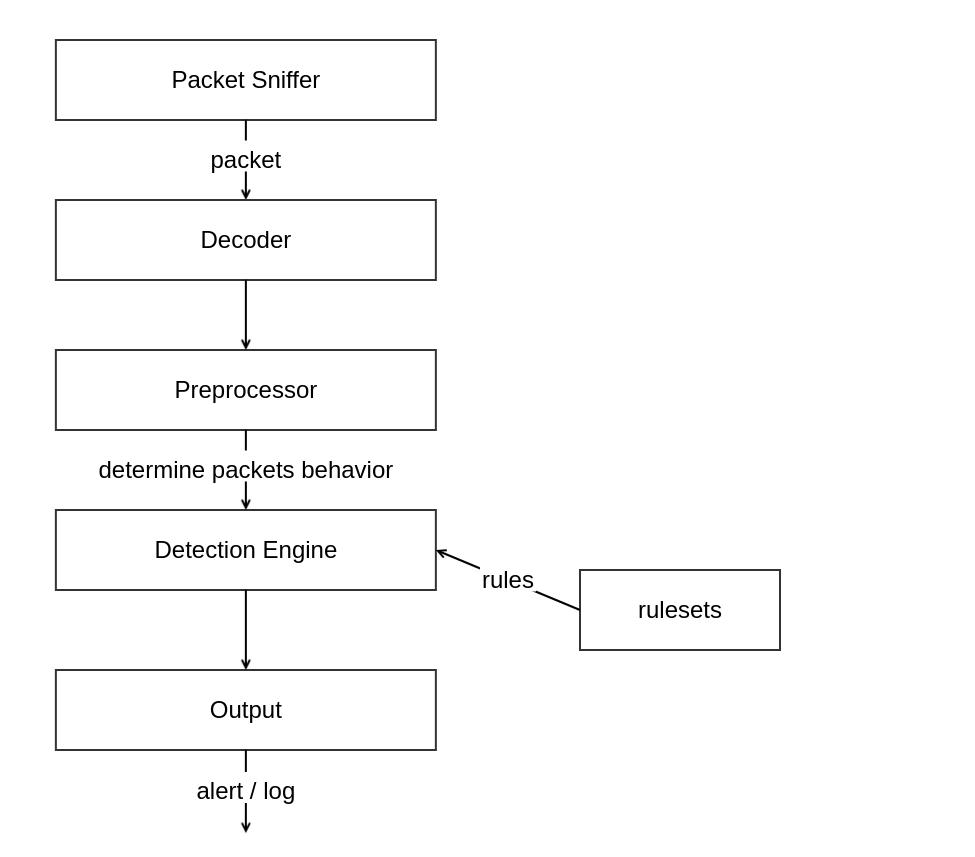 Packet Sniffer
packet
Decoder
Preprocessor
determine packets behavior
Detection Engine
rules
rulesets
Output
alert / log